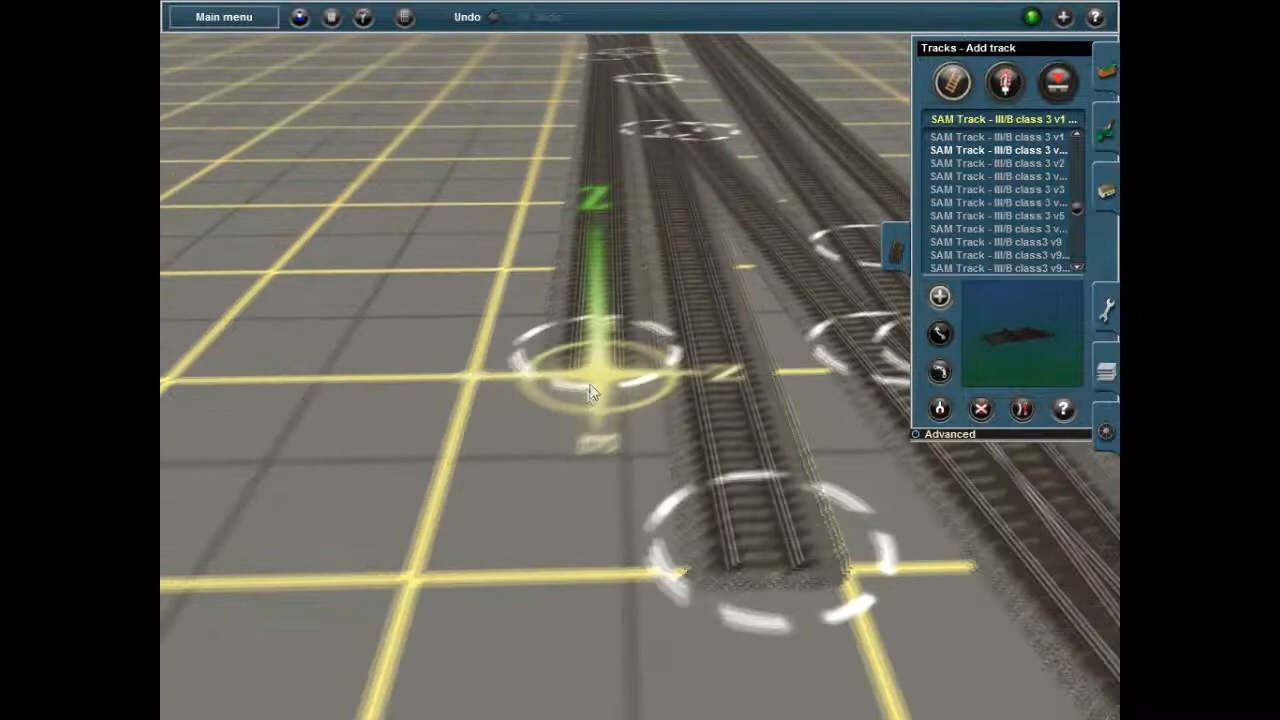 Main menu
Undo
?
Tracks - Add track
SAM Track - III/B class 3 v1 ...
SAM Track - III/B class 3 v1
SAM Track - III/B class 3 v...
SAM Track - III/B class 3 v2
SAM Track - III/B class 3 v...
SAM Track - III/B class 3 v3
SAM Track - III/B class 3 v...
SAM Track - III/B class 3 v5
SAM Track - III/B class 3 v...
SAM Track - III/B class3 v9
SAM Track - III/B class3 v9...
SAM Track - III/B class3 v9...
?
Advanced